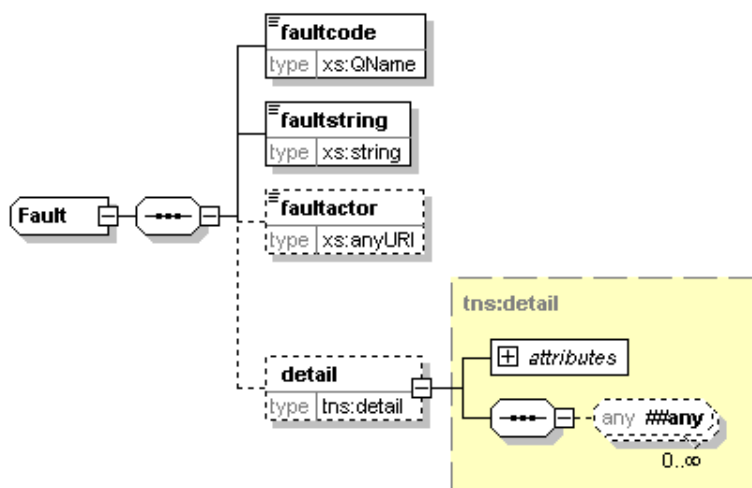 faultcode
type xs:QName
faultstring
type xs:string
Fault
faultactor
type xs:anyURI
tns:detail
attributes
detail
type tns:detail
any ##any
0..∞